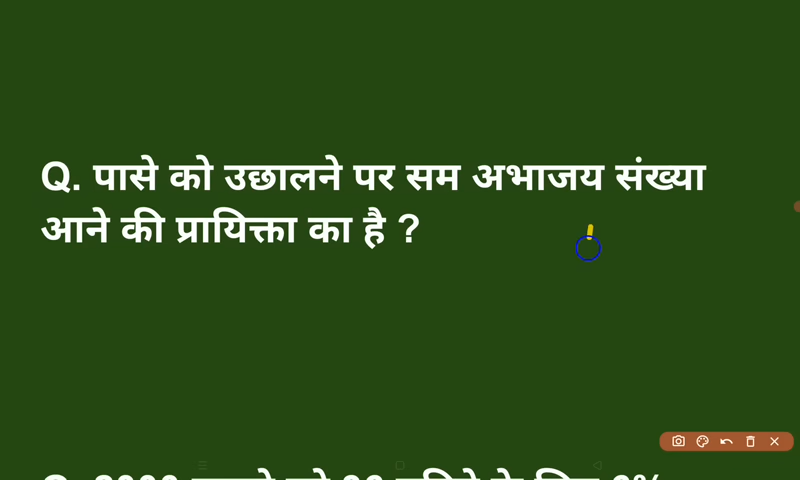 Q. पासे को उछालने पर सम अभाजय संख्या
आने की प्रायिक्ता का है ?